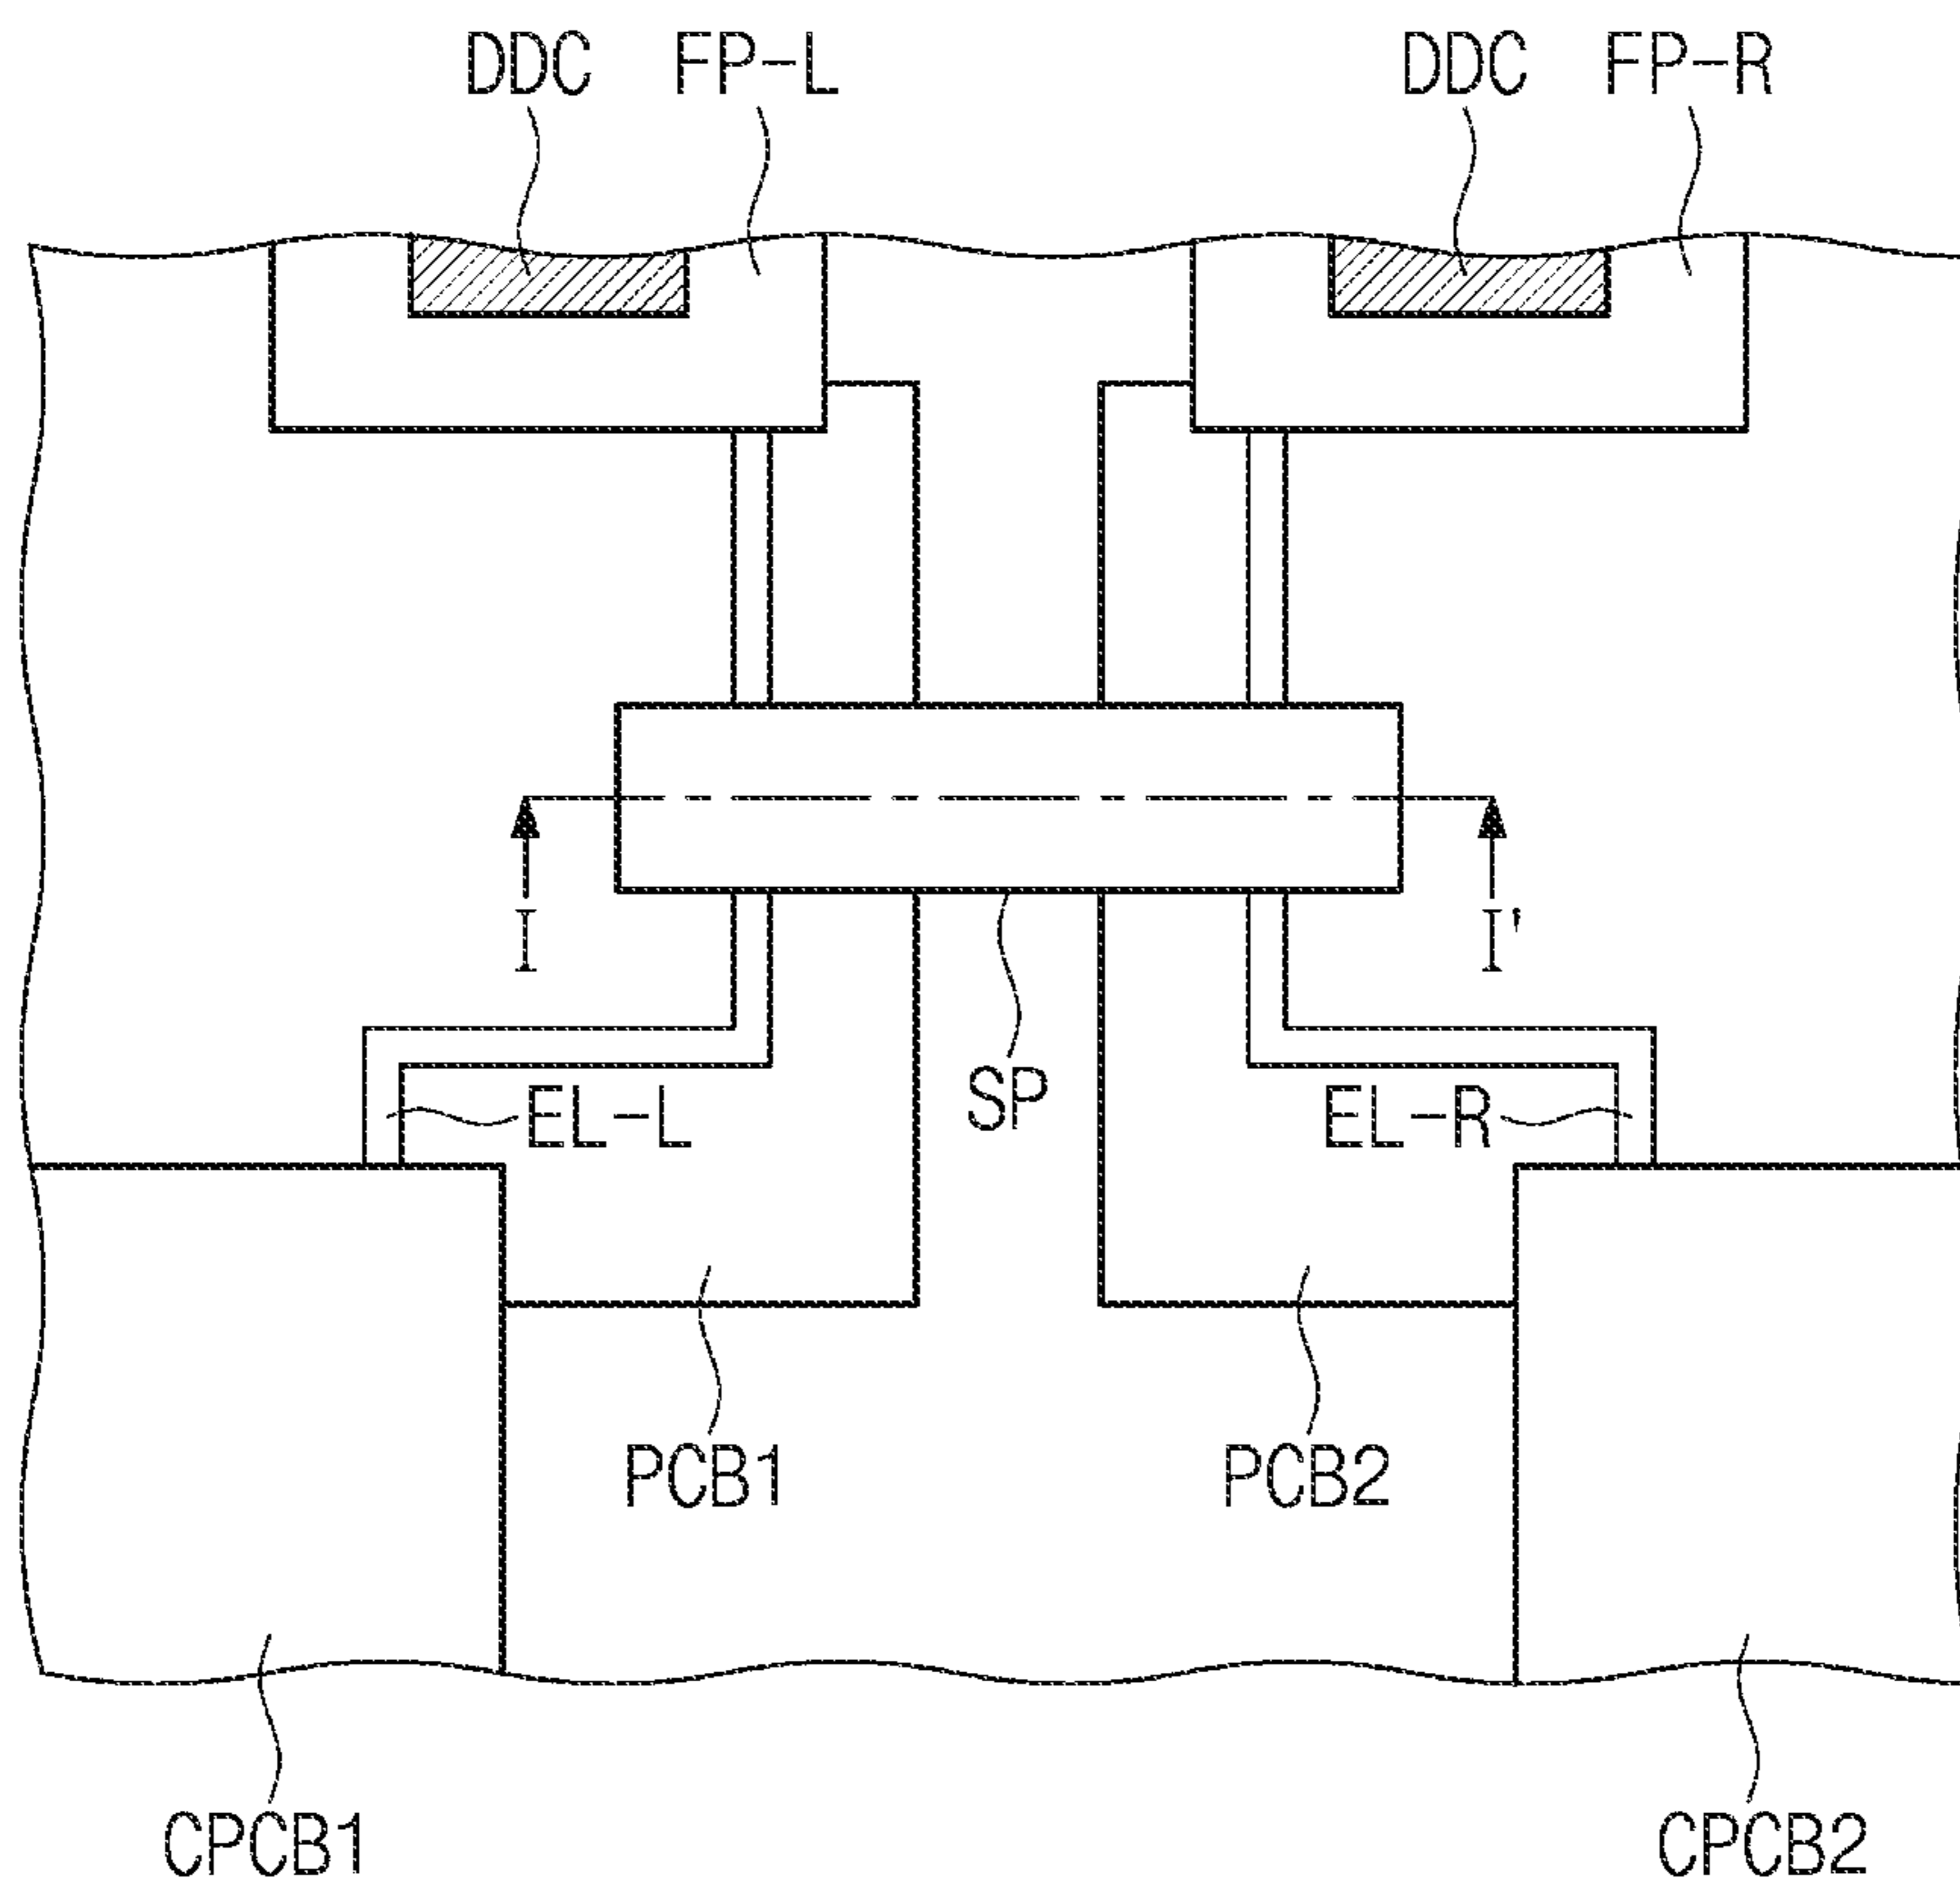 DDC FP-L DDC FP-R
I I'
SP
EL-L EL-R
PCB1 PCB2
CPCB1 CPCB2